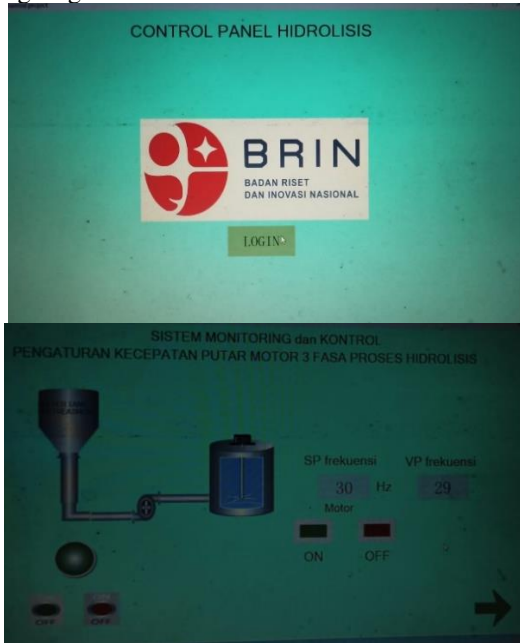 CONTROL PANEL HIDROLISIS
BRIN
BADAN RISET
DAN INOVASI NASIONAL
LOGIN
SISTEM MONITORING dan KONTROL
PENGATURAN KECEPATAN PUTAR MOTOR 3 FASA PROSES HIDROLISIS
SP frekuensi VP frekuensi
30 Hz 29
Motor
ON OFF
OFF OFF